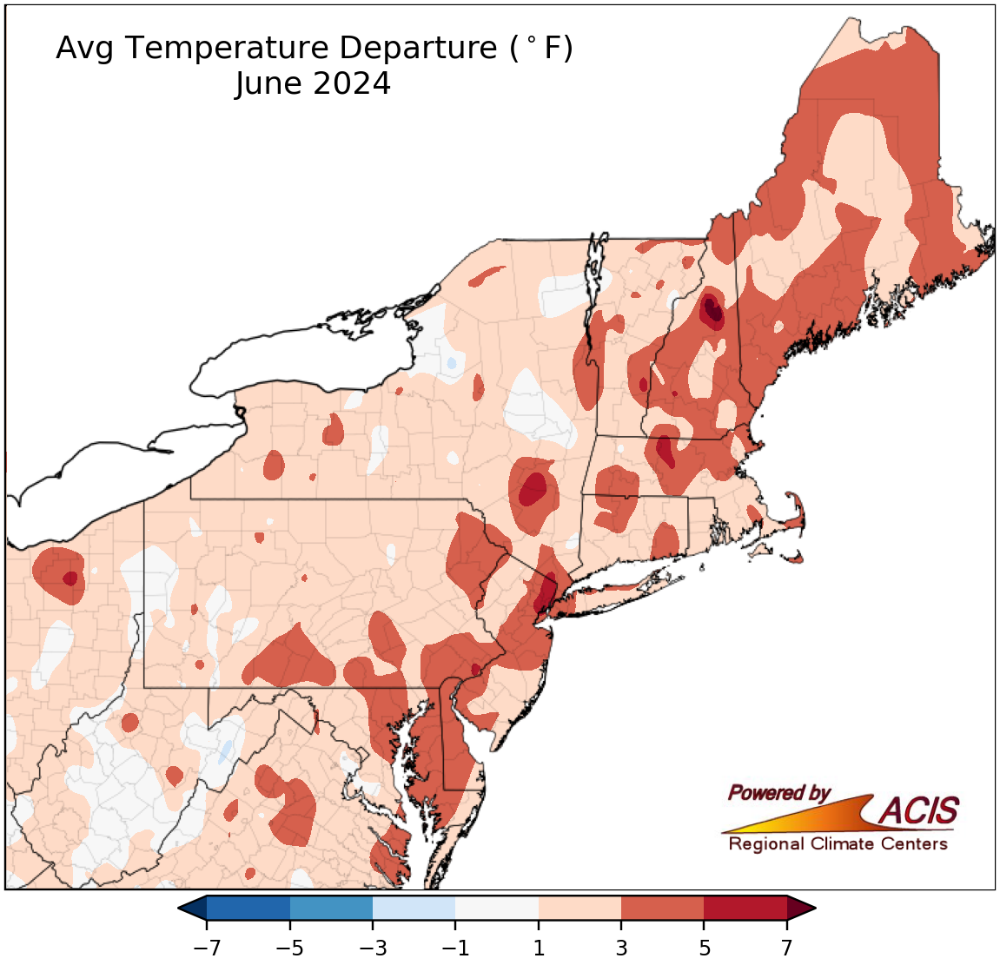 Avg Temperature Departure (°F)
June 2024
Powered by
ACIS
Regional Climate Centers
−7 −5 −3 −1 1 3 5 7